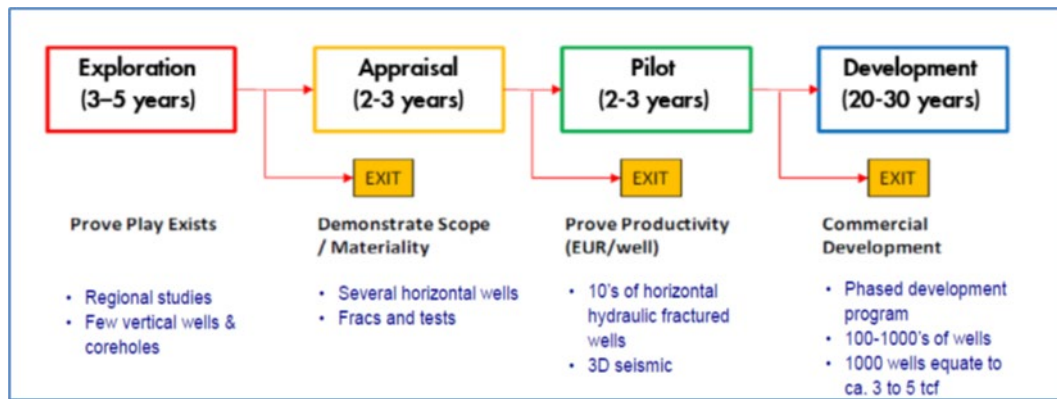 Exploration
(3–5 years)
Appraisal
(2-3 years)
Pilot
(2-3 years)
Development
(20-30 years)
EXIT
EXIT
EXIT
Prove Play Exists
• Regional studies
• Few vertical wells &
coreholes
Demonstrate Scope
/ Materiality
• Several horizontal wells
• Fracs and tests
Prove Productivity
(EUR/well)
• 10's of horizontal
hydraulic fractured
wells
• 3D seismic
Commercial
Development
• Phased development
program
• 100-1000's of wells
• 1000 wells equate to
ca. 3 to 5 tcf